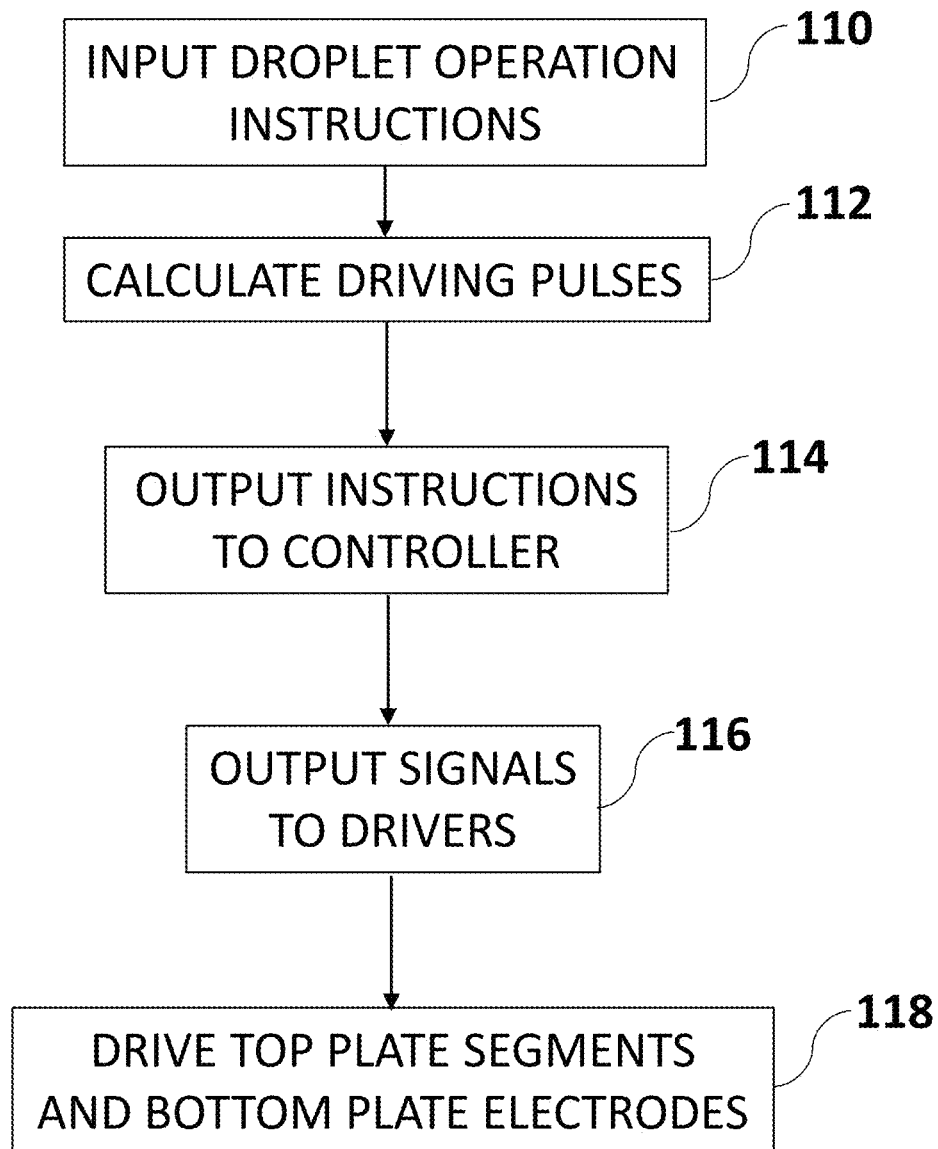 INPUT DROPLET OPERATION
INSTRUCTIONS
110
CALCULATE DRIVING PULSES
112
OUTPUT INSTRUCTIONS
TO CONTROLLER
114
OUTPUT SIGNALS
TO DRIVERS
116
DRIVE TOP PLATE SEGMENTS
AND BOTTOM PLATE ELECTRODES
118